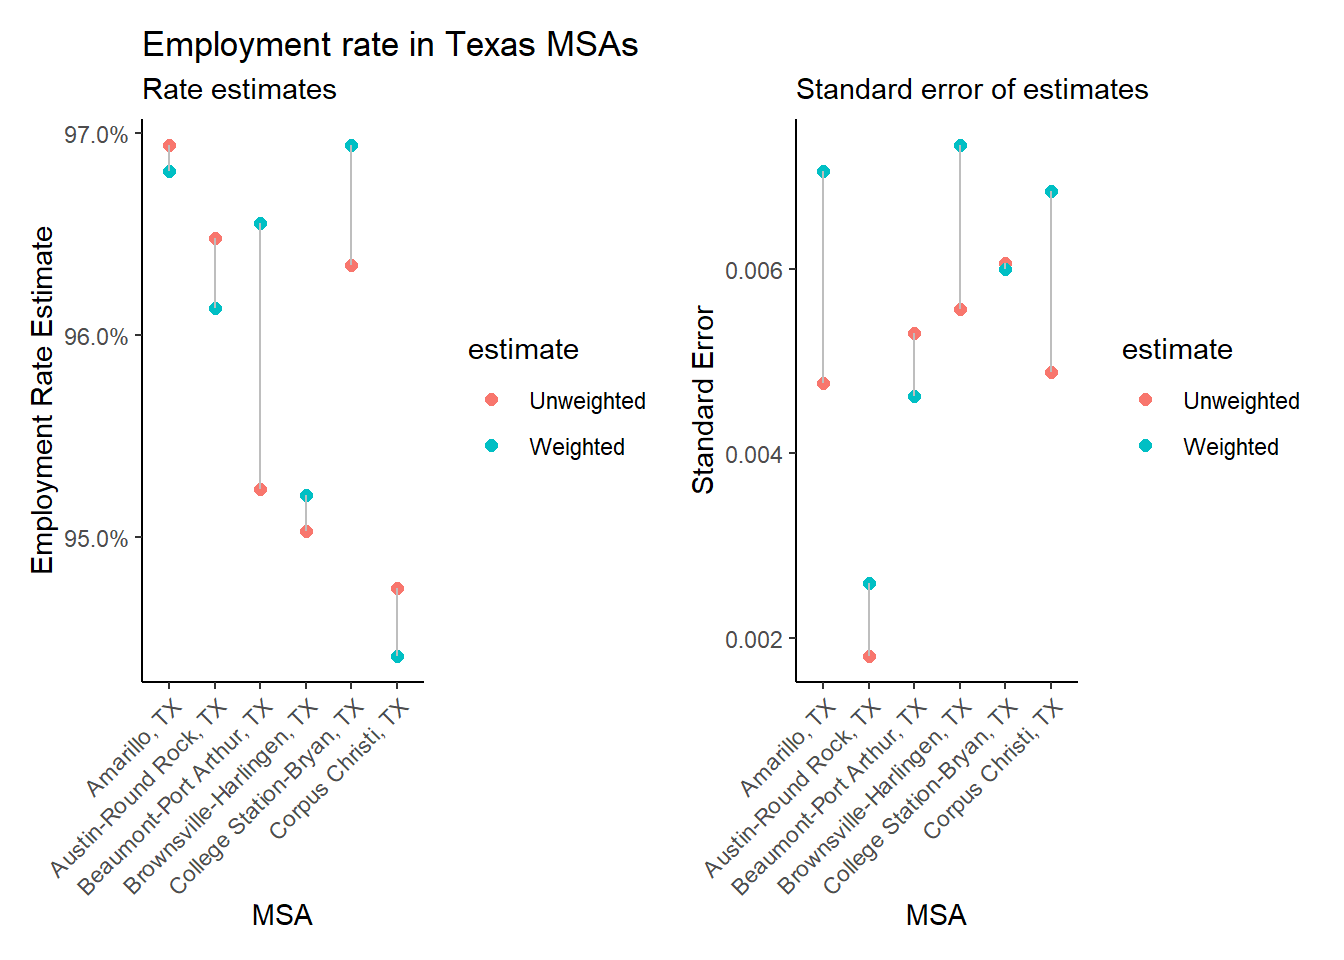 Employment rate in Texas MSAs
Rate estimates
97.0%
96.0%
95.0%
Employment Rate Estimate
Amarillo, TX
Austin-Round Rock, TX
Beaumont-Port Arthur, TX
Brownsville-Harlingen, TX
College Station-Bryan, TX
Corpus Christi, TX
MSA
estimate
Unweighted
Weighted
Standard error of estimates
0.006
0.004
0.002
Standard Error
Amarillo, TX
Austin-Round Rock, TX
Beaumont-Port Arthur, TX
Brownsville-Harlingen, TX
College Station-Bryan, TX
Corpus Christi, TX
MSA
estimate
Unweighted
Weighted